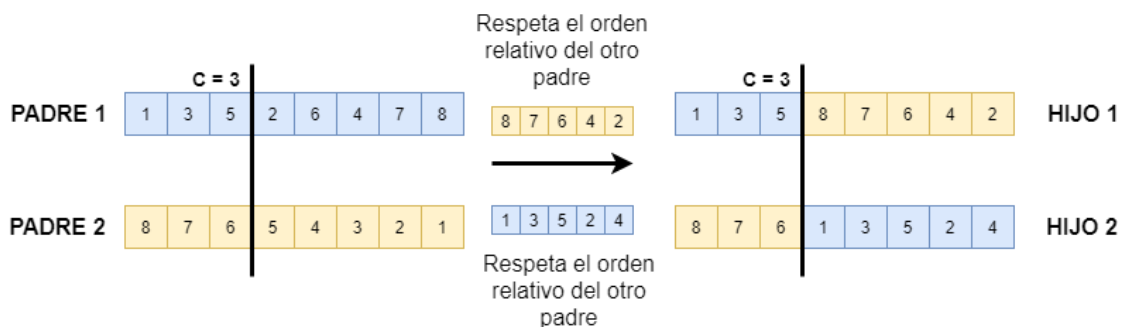 Respeta el orden
relativo del otro
padre
C = 3
C = 3
PADRE 1
1 3 5 2 6 4 7 8
8 7 6 4 2
1 3 5 8 7 6 4 2
HIJO 1
PADRE 2
8 7 6 5 4 3 2 1
1 3 5 2 4
8 7 6 1 3 5 2 4
HIJO 2
Respeta el orden
relativo del otro
padre